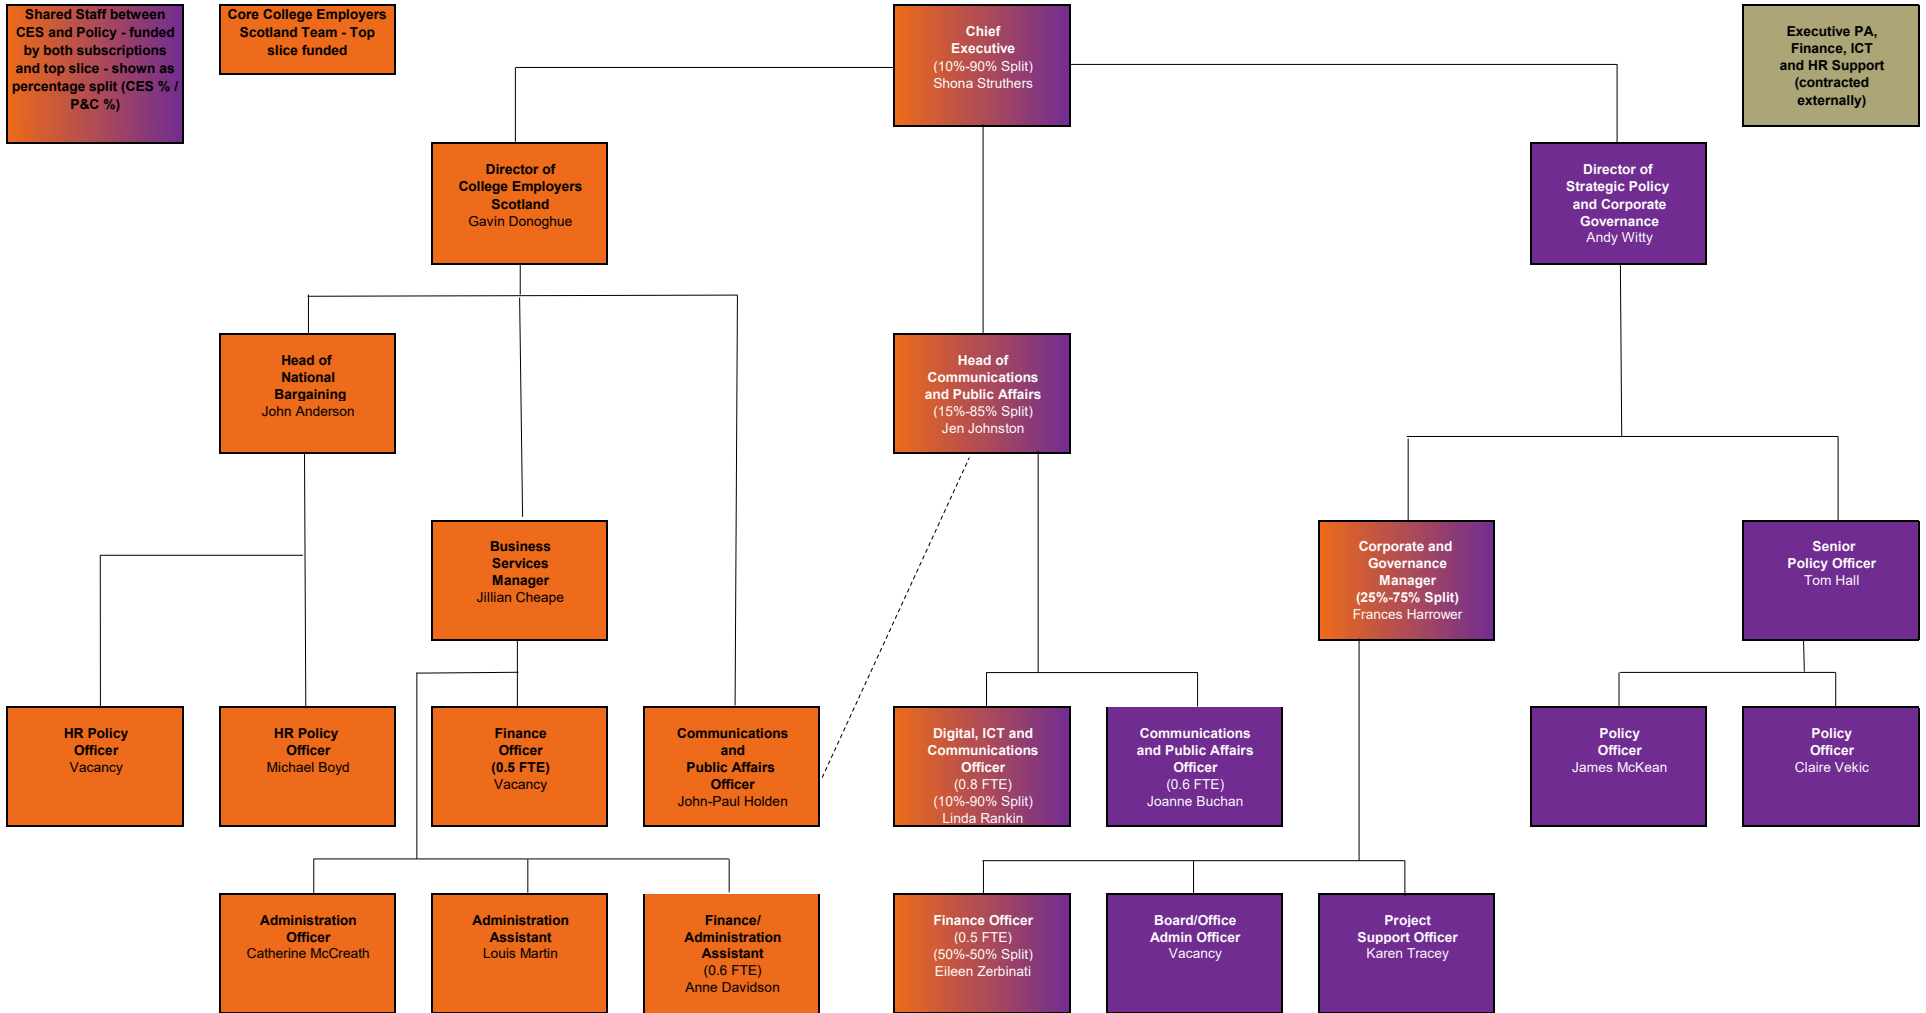 Shared Staff between
CES and Policy - funded
by both subscriptions
and top slice - shown as
percentage split (CES % /
P&C %)
Core College Employers
Scotland Team - Top
slice funded
Chief
Executive
(10%-90% Split)
Shona Struthers
Executive PA,
Finance, ICT
and HR Support
(contracted
externally)
Director of
College Employers
Scotland
Gavin Donoghue
Director of
Strategic Policy
and Corporate
Governance
Andy Witty
Head of
National
Bargaining
John Anderson
Head of
Communications
and Public Affairs
(15%-85% Split)
Jen Johnston
Business
Services
Manager
Jillian Cheape
Corporate and
Governance
Manager
(25%-75% Split)
Frances Harrower
Senior
Policy Officer
Tom Hall
HR Policy
Officer
Vacancy
HR Policy
Officer
Michael Boyd
Finance
Officer
(0.5 FTE)
Vacancy
Communications
and
Public Affairs
Officer
John-Paul Holden
Digital, ICT and
Communications
Officer
(0.8 FTE)
(10%-90% Split)
Linda Rankin
Communications
and Public Affairs
Officer
(0.6 FTE)
Joanne Buchan
Policy
Officer
James McKean
Policy
Officer
Claire Vekic
Administration
Officer
Catherine McCreath
Administration
Assistant
Louis Martin
Finance/
Administration
Assistant
(0.6 FTE)
Anne Davidson
Finance Officer
(0.5 FTE)
(50%-50% Split)
Eileen Zerbinati
Board/Office
Admin Officer
Vacancy
Project
Support Officer
Karen Tracey